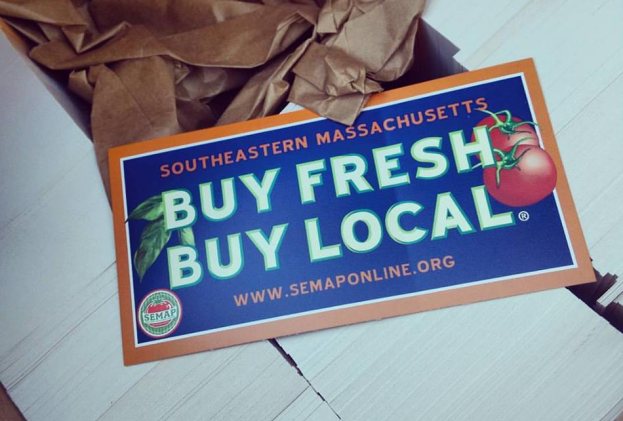 SOUTHEASTERN MASSACHUSETTS
BUY FRESH
BUY LOCAL®
WWW.SEMAPONLINE.ORG
SEMAP